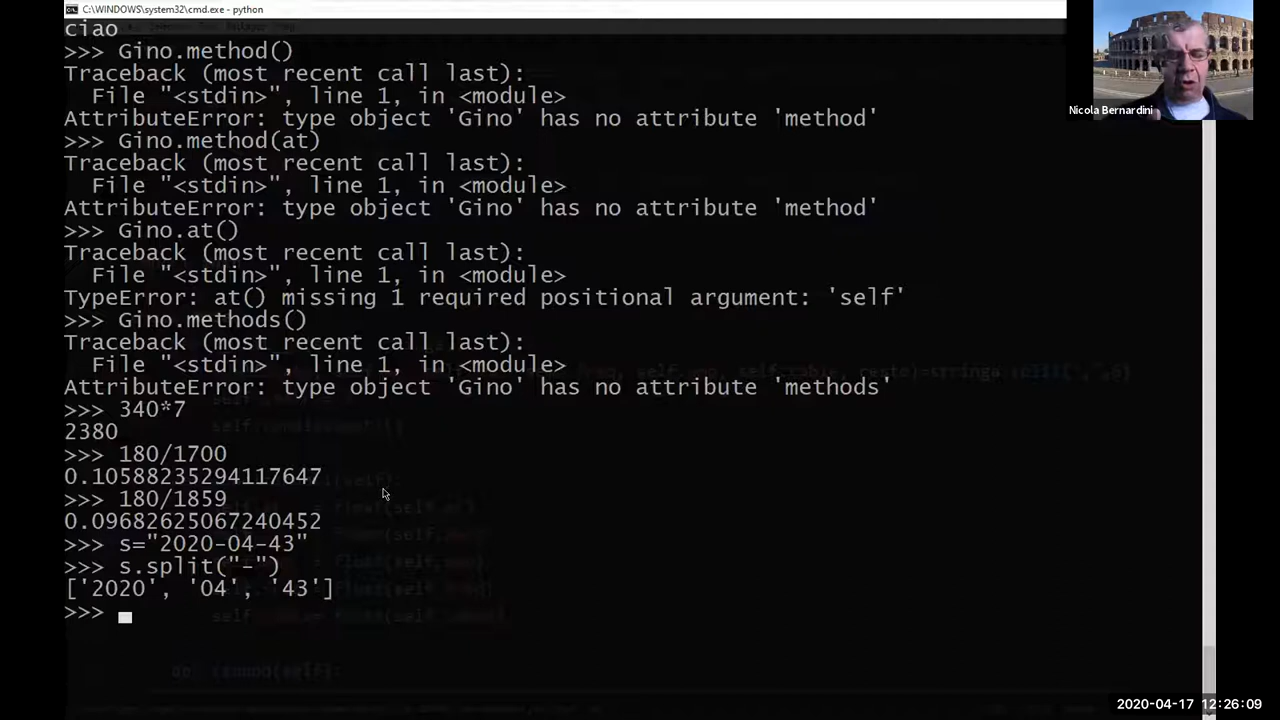 C:\WINDOWS\system32\cmd.exe - python
ciao
>>> Gino.method()
Traceback (most recent call last):
  File "<stdin>", line 1, in <module>
AttributeError: type object 'Gino' has no attribute 'method'
>>> Gino.method(at)
Traceback (most recent call last):
  File "<stdin>", line 1, in <module>
AttributeError: type object 'Gino' has no attribute 'method'
>>> Gino.at()
Traceback (most recent call last):
  File "<stdin>", line 1, in <module>
TypeError: at() missing 1 required positional argument: 'self'
>>> Gino.methods()
Traceback (most recent call last):
  File "<stdin>", line 1, in <module>
AttributeError: type object 'Gino' has no attribute 'methods'
>>> 340*7
2380
>>> 180/1700
0.10588235294117647
>>> 180/1859
0.09682625067240452
>>> s="2020-04-43"
>>> s.split("-")
['2020', '04', '43']
>>>
Nicola Bernardini
2020-04-17 12:26:09